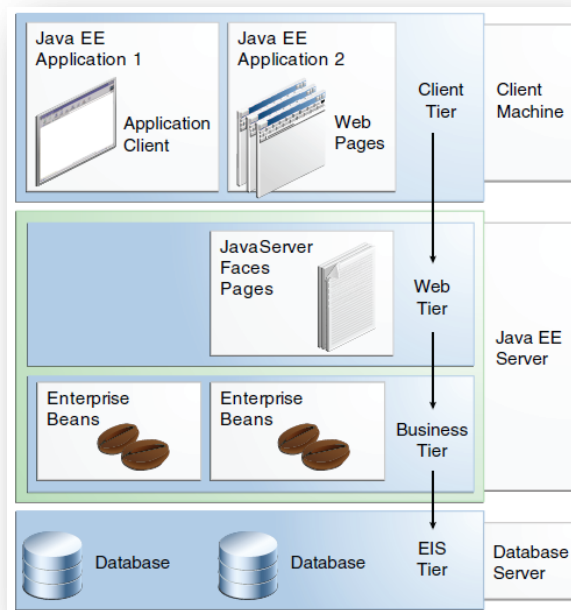 Java EE
Application 1
Application
Client
Java EE
Application 2
Web
Pages
Client
Tier
Client
Machine
JavaServer
Faces
Pages
Web
Tier
Java EE
Server
Enterprise
Beans
Enterprise
Beans
Business
Tier
Database
Database
EIS
Tier
Database
Server